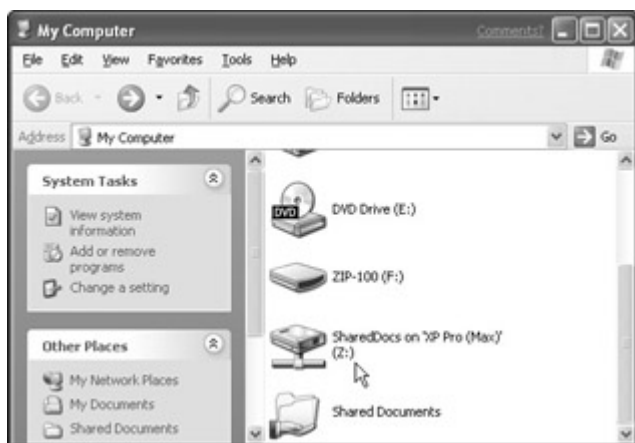 My Computer
Comments?
File Edit View Favorites Tools Help
Back Search Folders
Address My Computer Go
System Tasks
View system
information
Add or remove
programs
Change a setting
Other Places
My Network Places
My Documents
Shared Documents
DVD
DVD Drive (E:)
ZIP-100 (F:)
SharedDocs on 'XP Pro (Max)'
(Z:)
Shared Documents